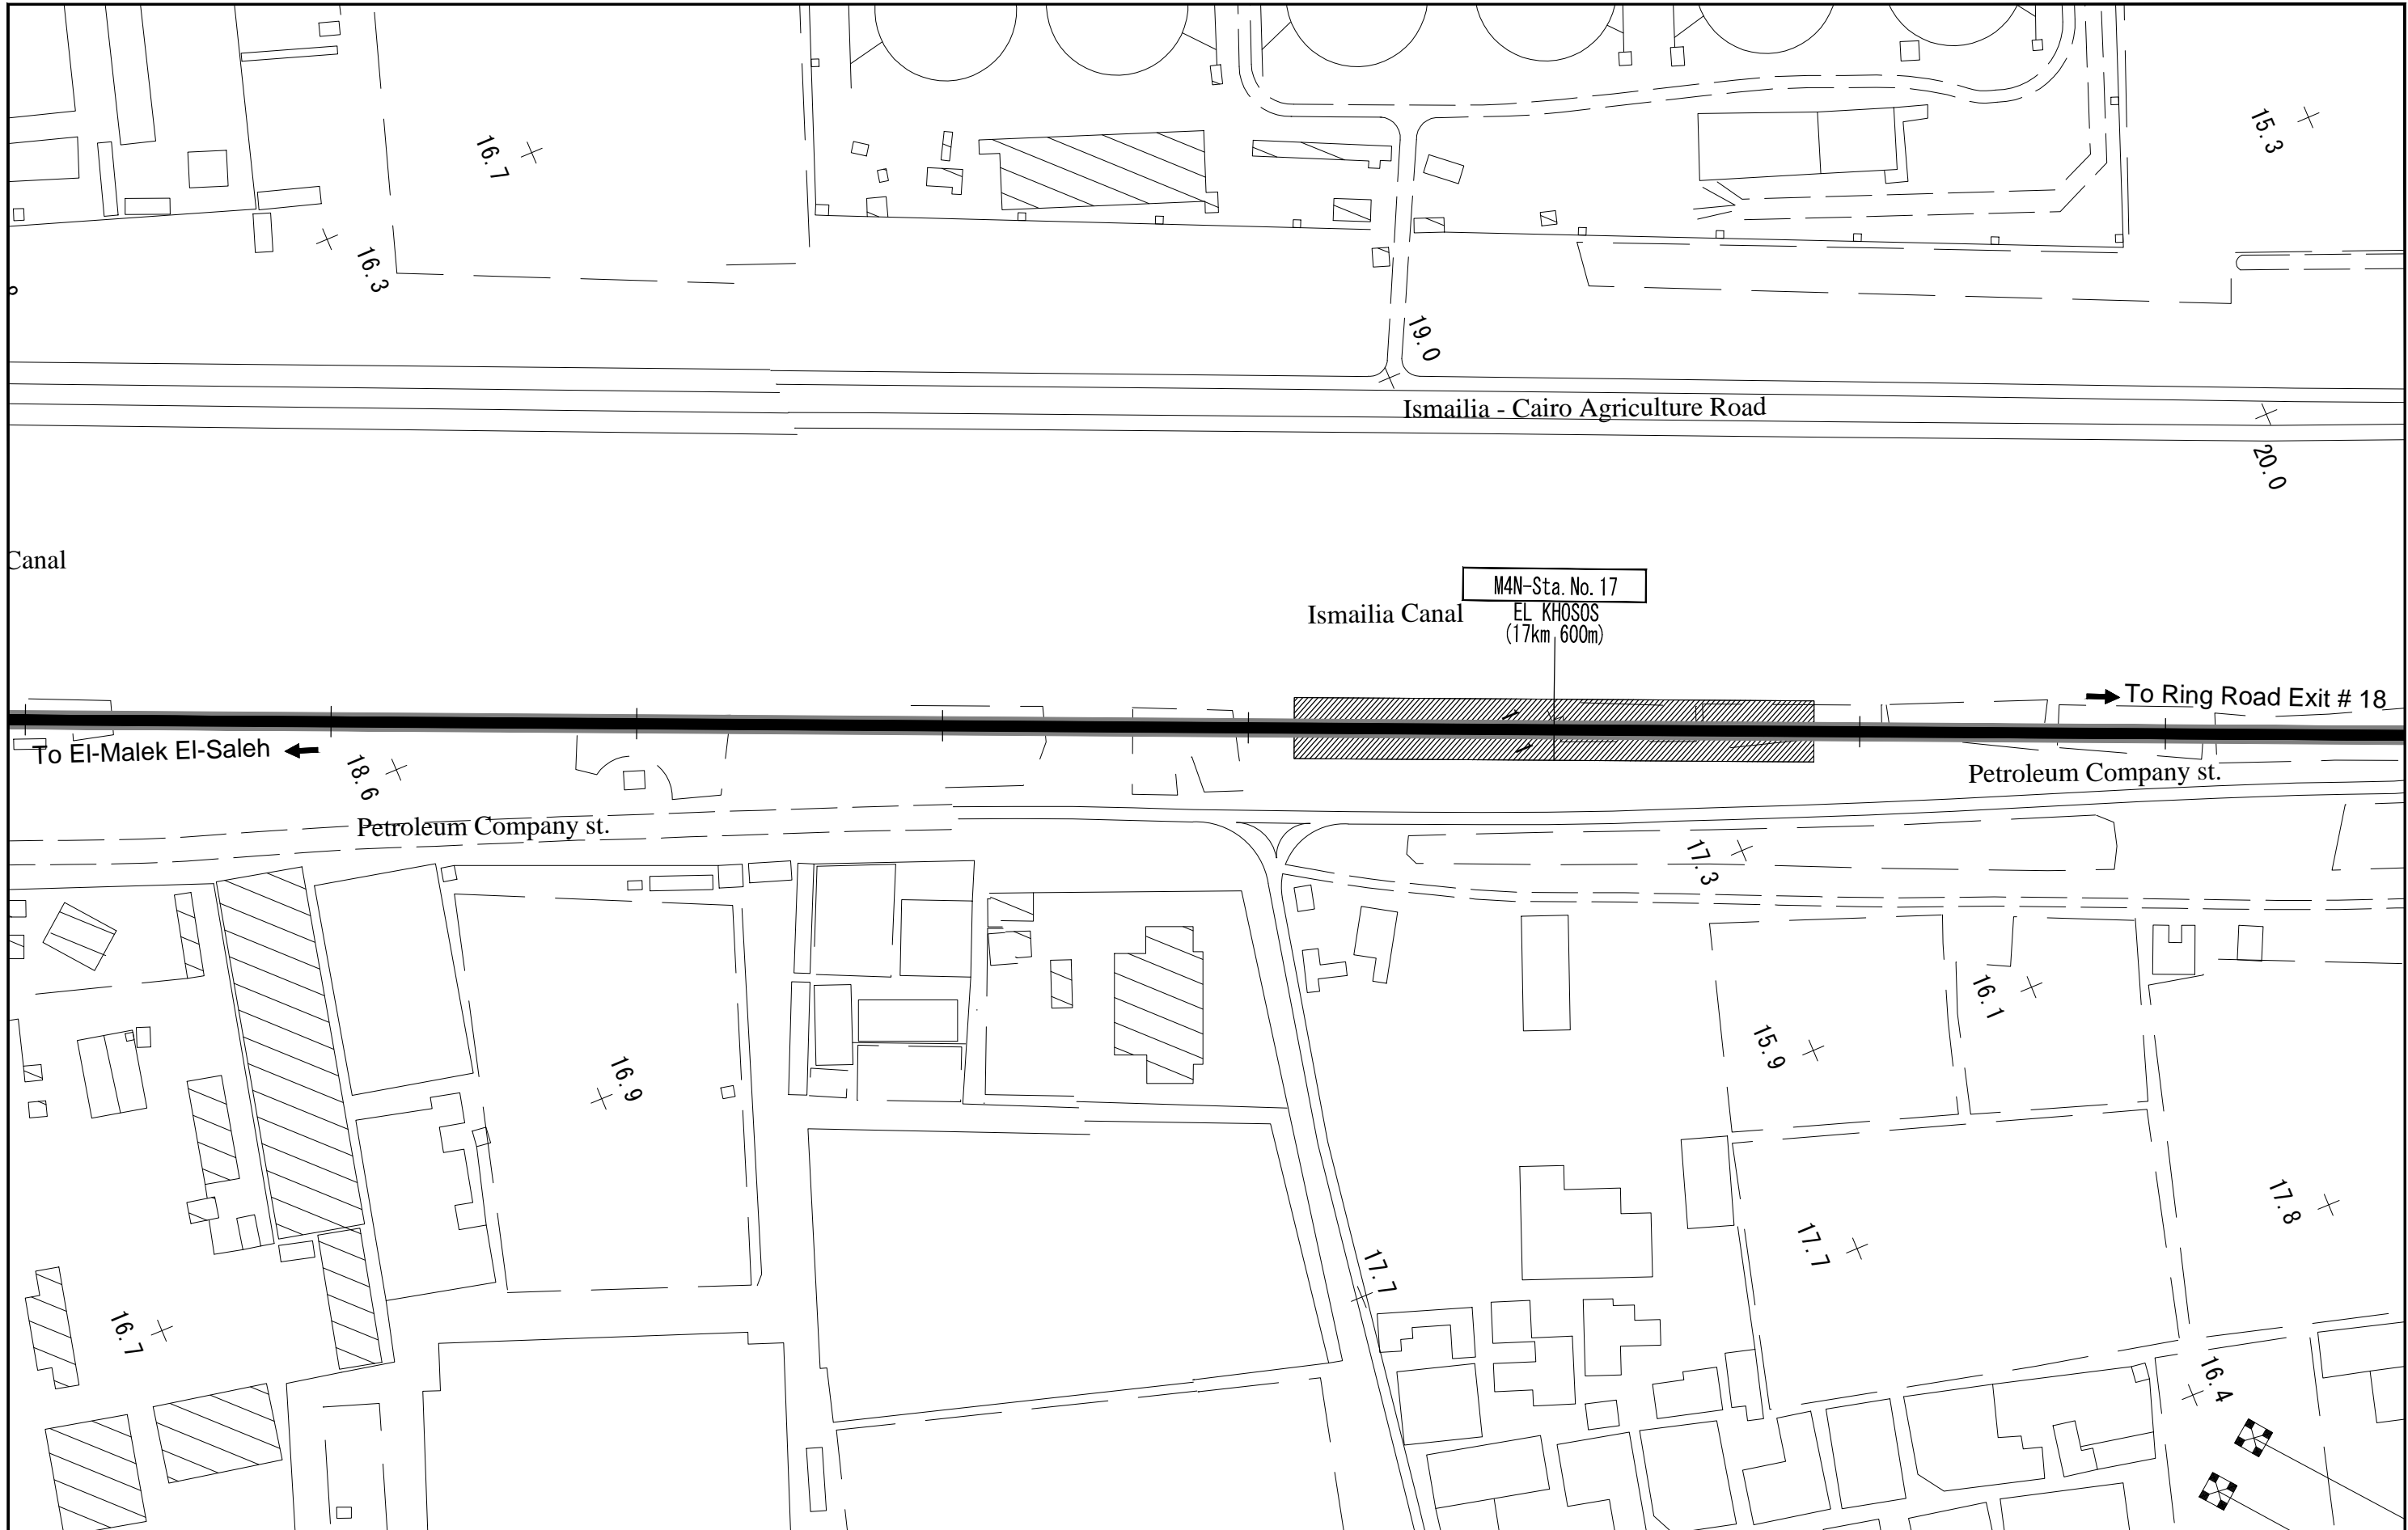 15.3
16.7
16.3
19.0
Ismailia - Cairo Agriculture Road
20.0
Canal
M4N-Sta. No. 17
EL KHOSOS
(17km 600m)
Ismailia Canal
To Ring Road Exit # 18
To El-Malek El-Saleh
18.6
Petroleum Company st.
Petroleum Company st.
17.3
16.1
15.9
16.9
17.8
17.7
17.7
16.7
16.4